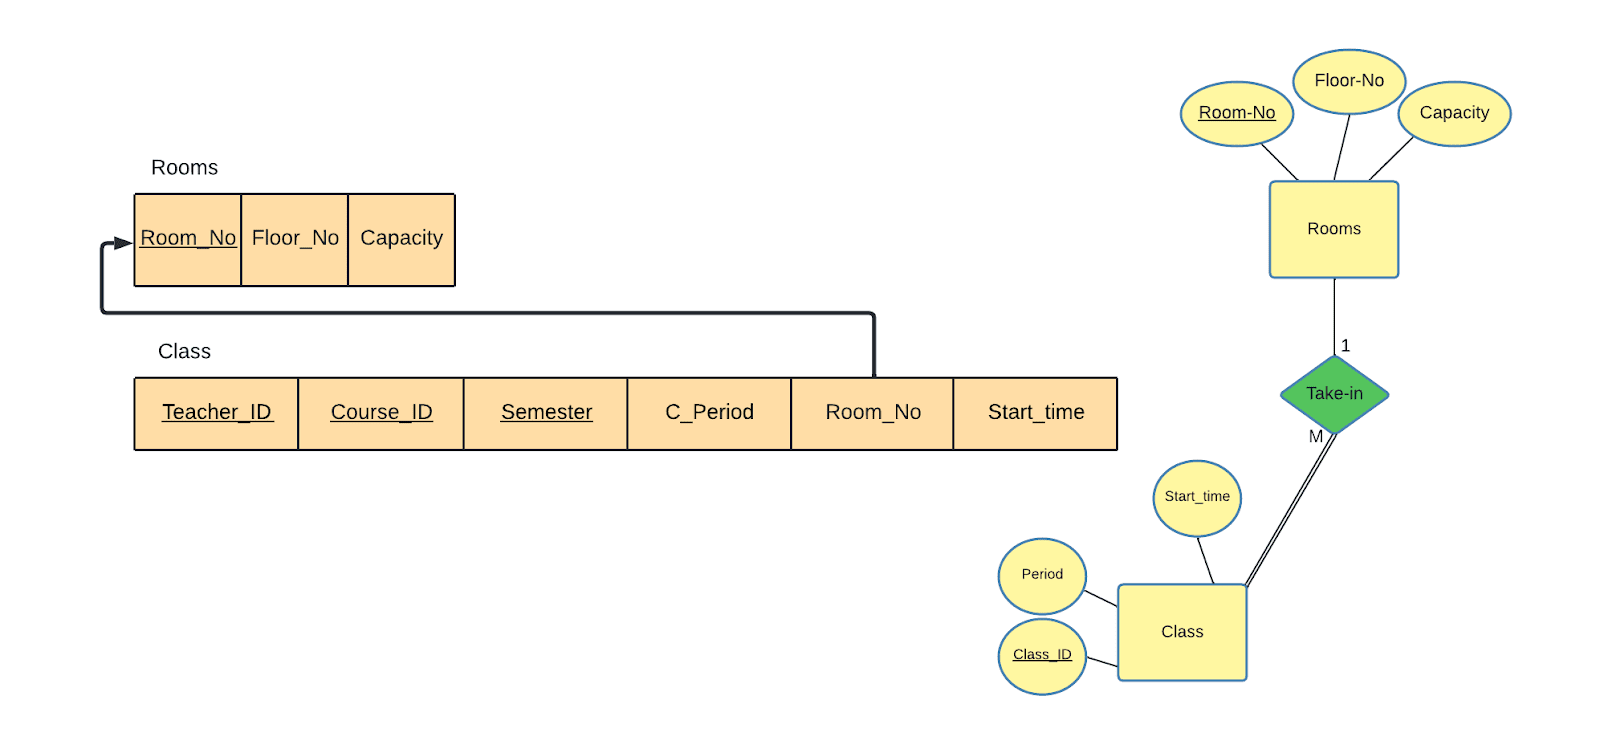 Rooms
Room_No Floor_No Capacity
Class
Teacher_ID Course_ID Semester C_Period Room_No Start_time
Floor-No
Room-No
Capacity
Rooms
1
Take-in
M
Start_time
Period
Class_ID
Class